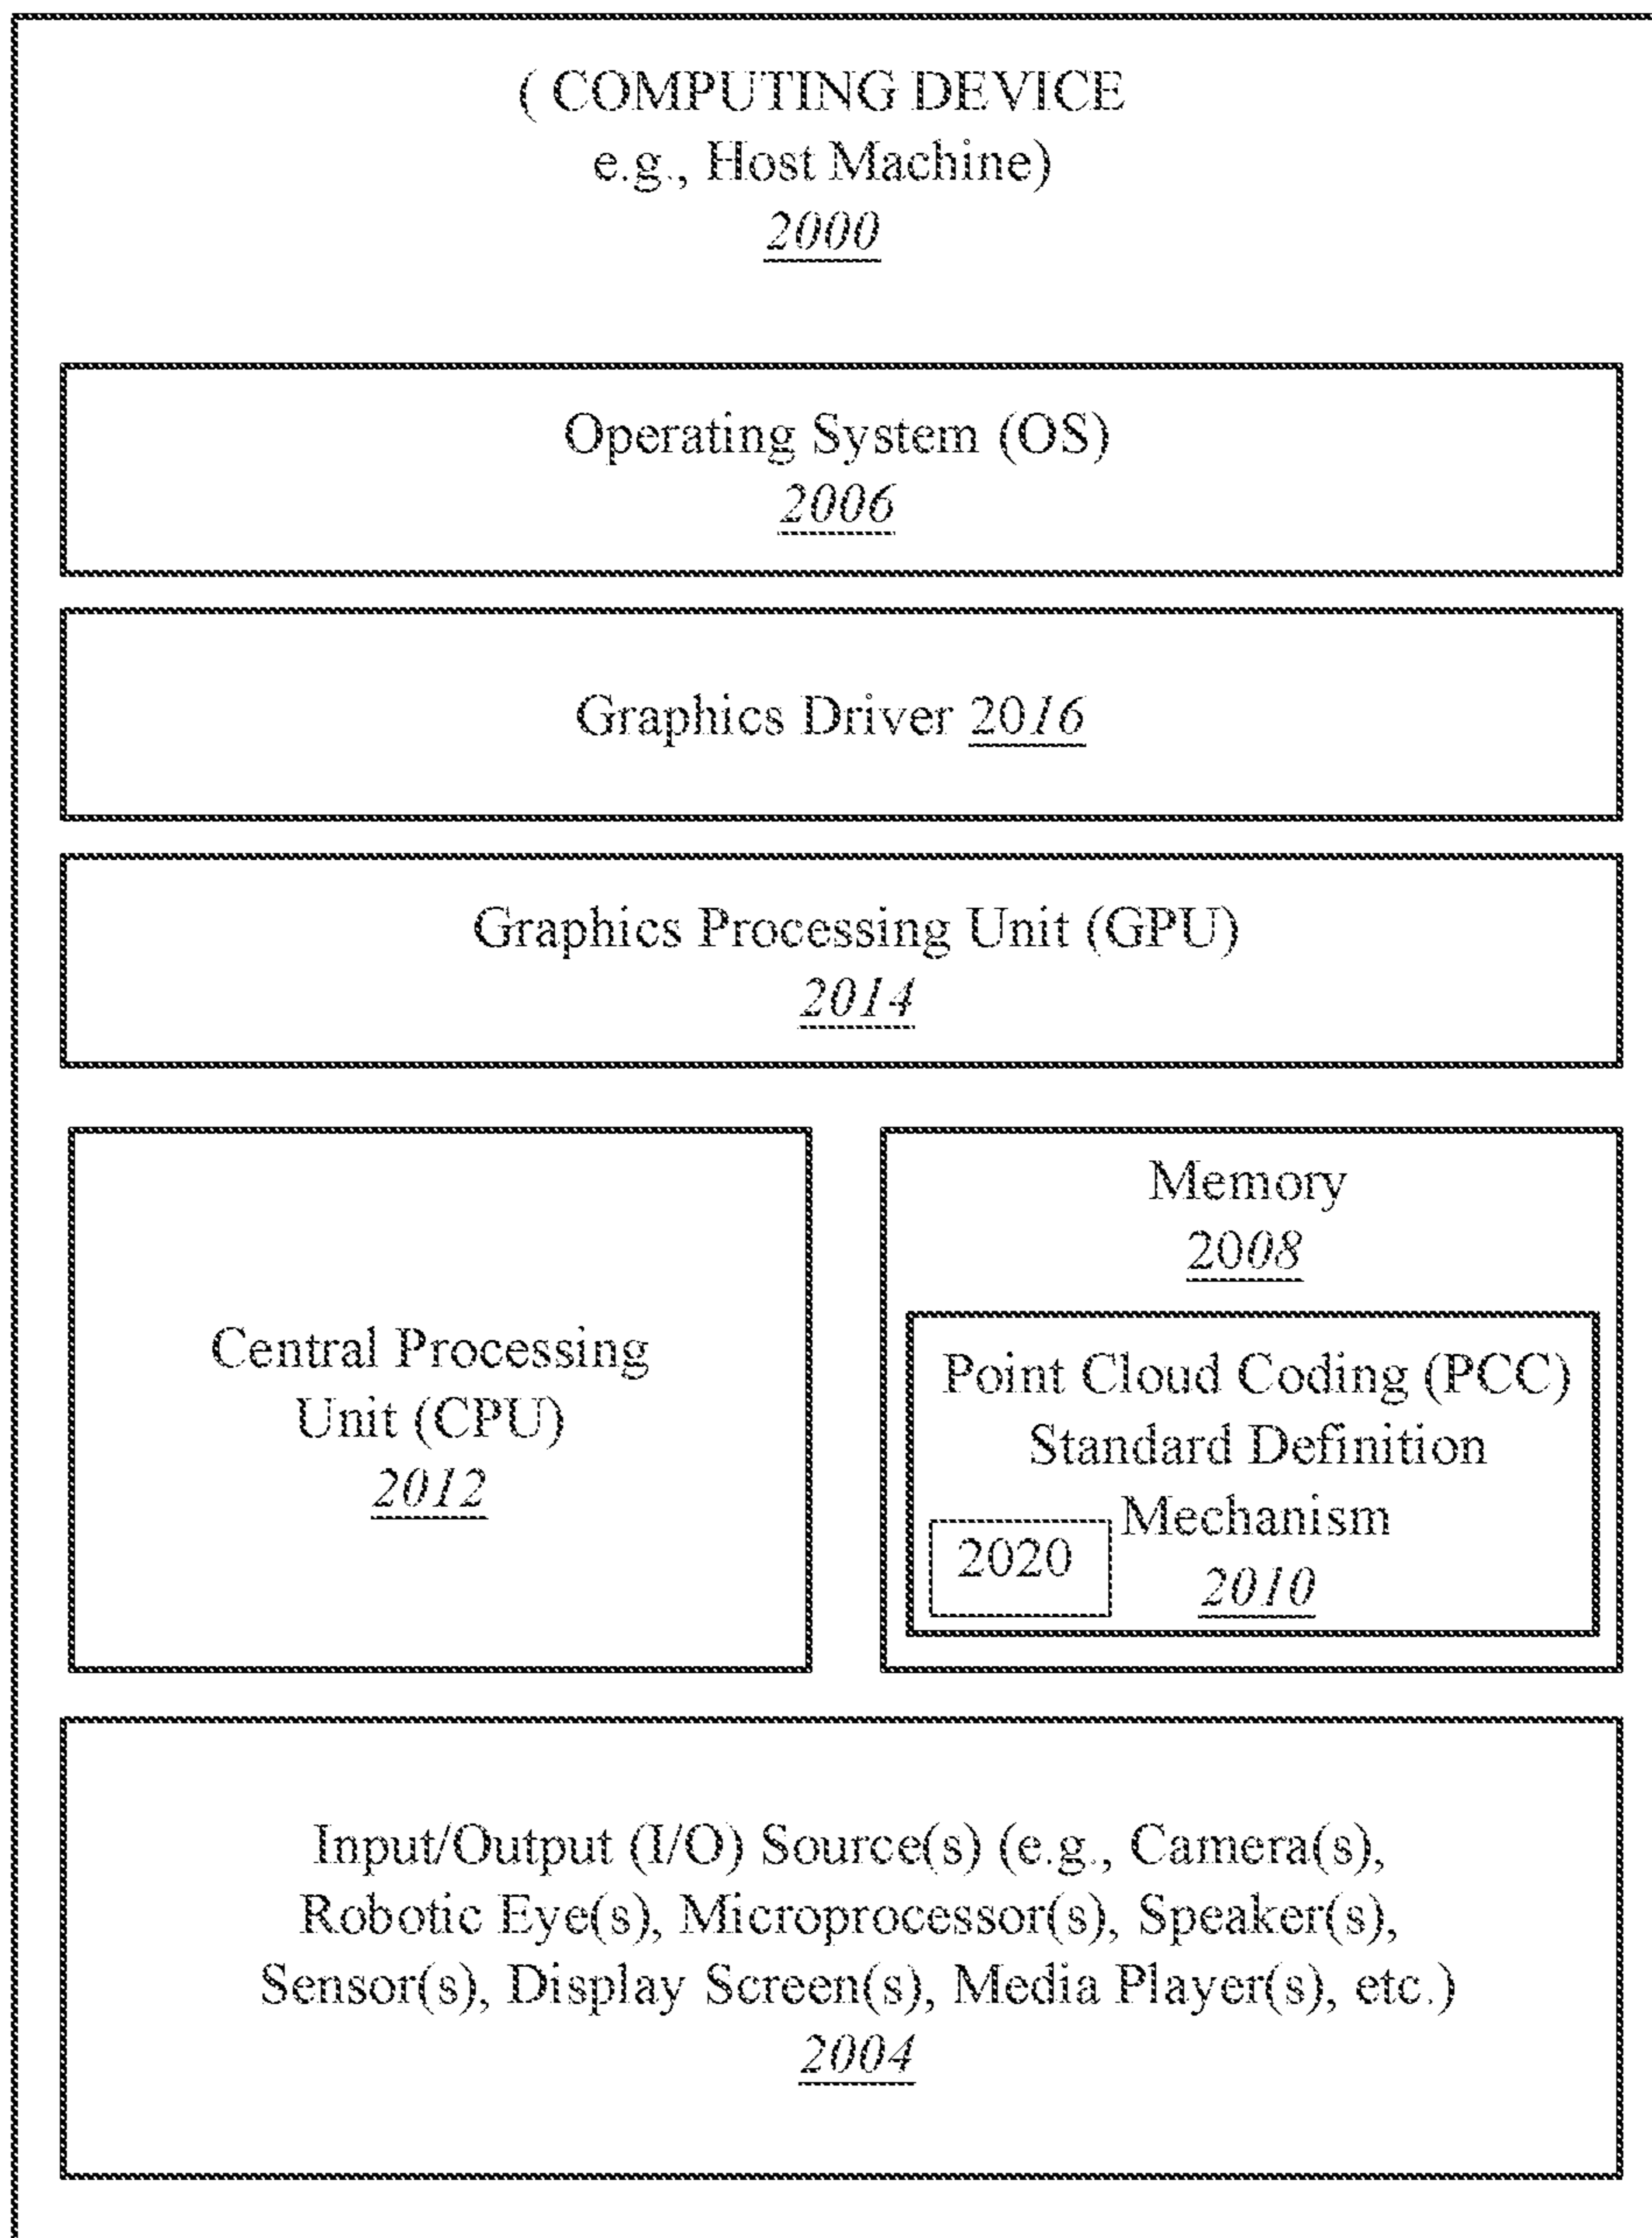 ( COMPUTING DEVICE
e.g., Host Machine)
2000
Operating System (OS)
2006
Graphics Driver 2016
Graphics Processing Unit (GPU)
2014
Central Processing
Unit (CPU)
2012
Memory
2008
Point Cloud Coding (PCC)
Standard Definition
Mechanism
2020
2010
Input/Output (I/O) Source(s) (e.g., Camera(s),
Robotic Eye(s), Microprocessor(s), Speaker(s),
Sensor(s), Display Screen(s), Media Player(s), etc.)
2004